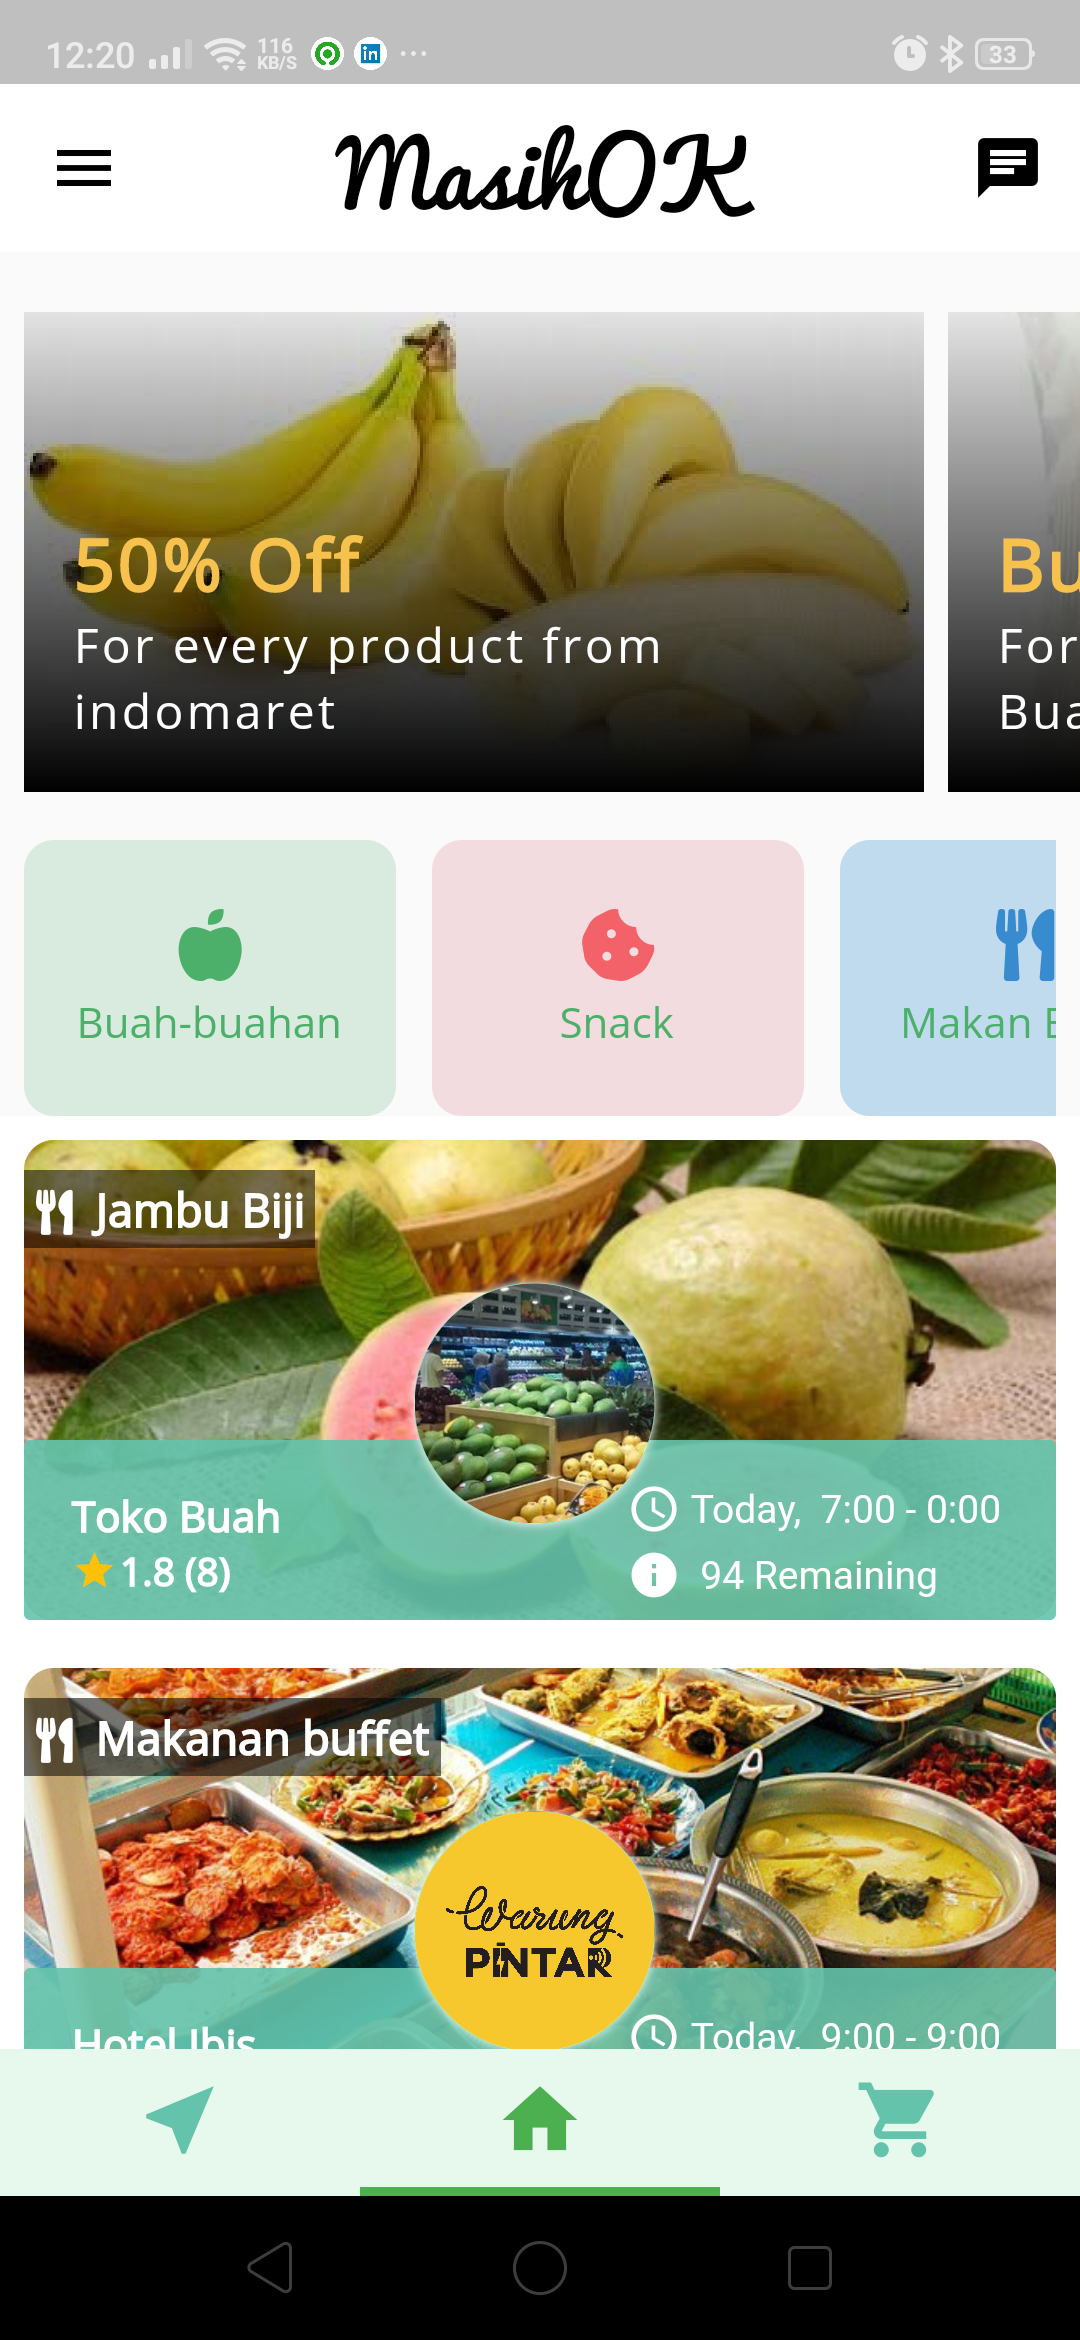 12:20
116
KB/S
in
33
MasihOK
50% Off
For every product from
indomaret
Bu
For
Bua
Buah-buahan
Snack
Makan B
Jambu Biji
Toko Buah
1.8 (8)
Today, 7:00 - 0:00
94 Remaining
Makanan buffet
Warung
PINTAR
Hotel Ibis
Today, 9:00 - 9:00